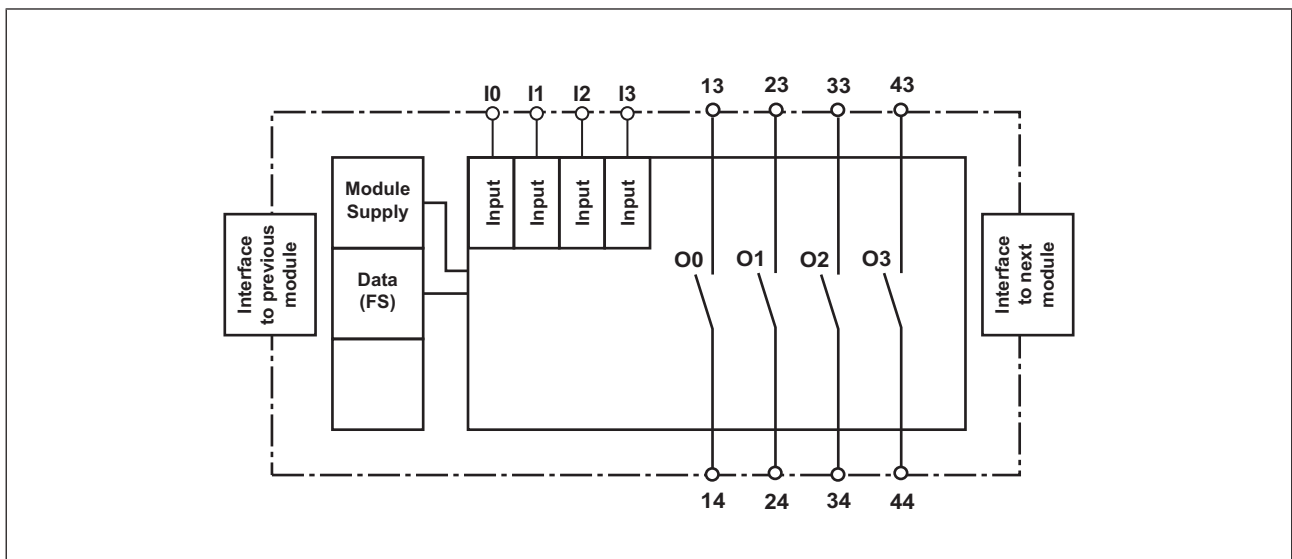 I0 I1 I2 I3 13 23 33 43
Module
Supply
Input Input Input Input
Interface
to previous
module
Data
(FS)
O0 O1 O2 O3
Interface
to next
module
14 24 34 44